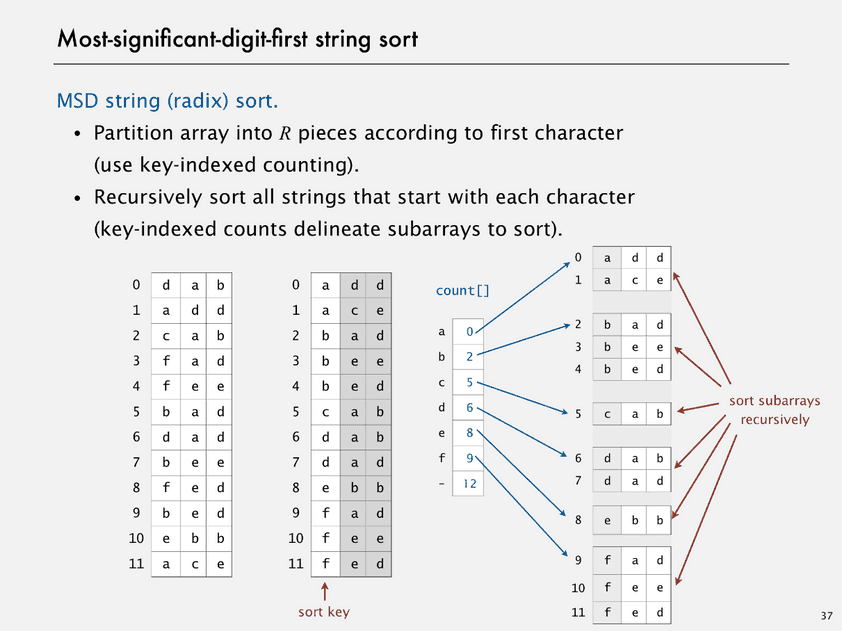 Most-significant-digit-first string sort
MSD string (radix) sort.
• Partition array into R pieces according to first character
(use key-indexed counting).
• Recursively sort all strings that start with each character
(key-indexed counts delineate subarrays to sort).
0 d a b
1 a d d
2 c a b
3 f a d
4 f e e
5 b a d
6 d a d
7 b e e
8 f e d
9 b e d
10 e b b
11 a c e
0 a d d
1 a c e
2 b a d
3 b e e
4 b e d
5 c a b
6 d a b
7 d a d
8 e b b
9 f a d
10 f e e
11 f e d
sort key
count[]
a 0
b 2
c 5
d 6
e 8
f 9
- 12
0 a d d
1 a c e
2 b a d
3 b e e
4 b e d
5 c a b
6 d a b
7 d a d
8 e b b
9 f a d
10 f e e
11 f e d
sort subarrays
recursively
37